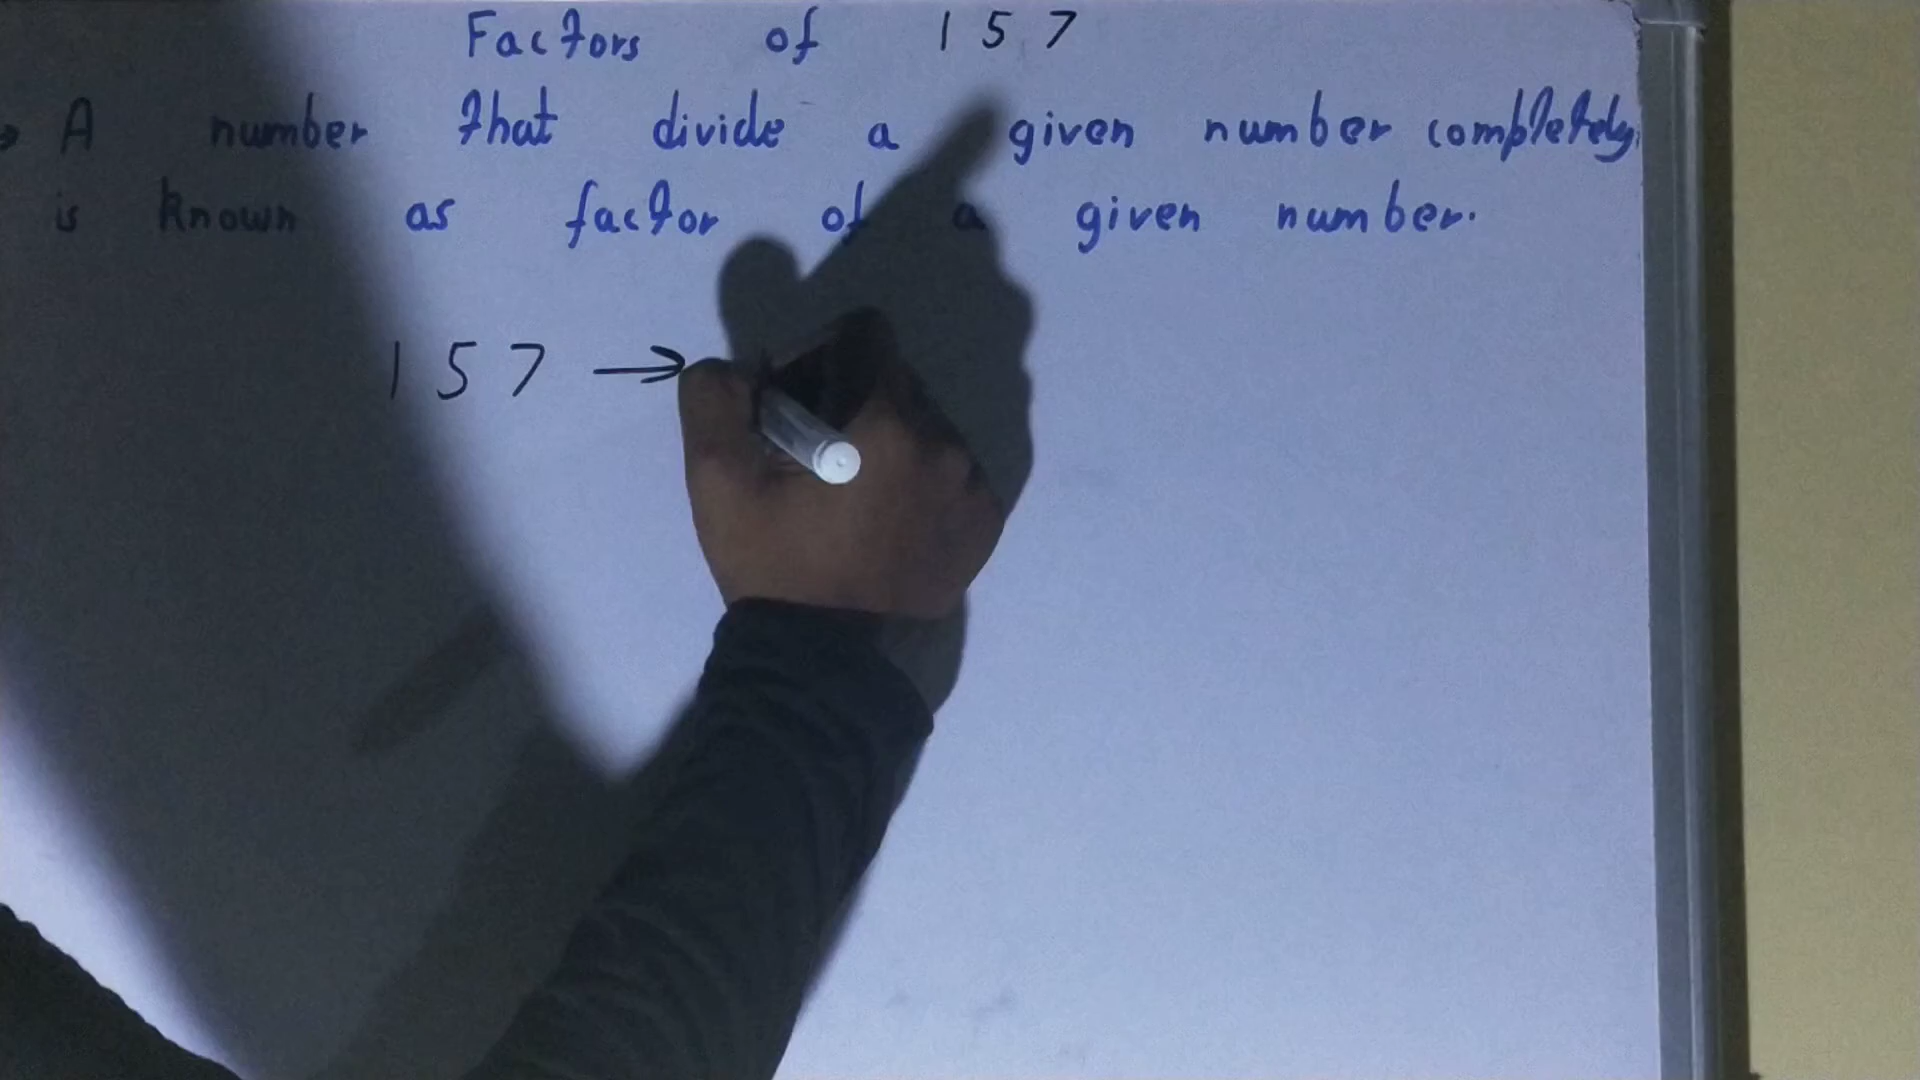 Factors of 157
→ A number that divide a given number completely
is known as factor of a given number.
157 →